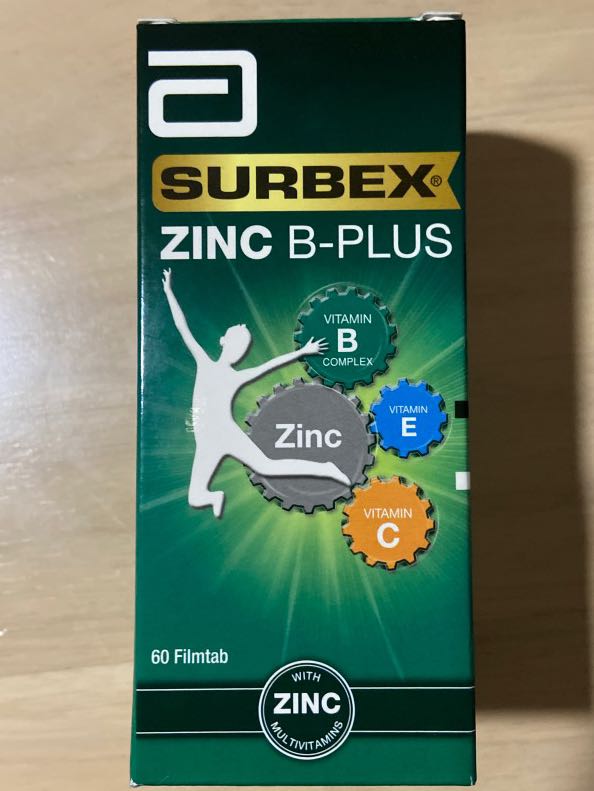 SURBEX®
ZINC B-PLUS
VITAMIN
B
COMPLEX
VITAMIN
E
Zinc
VITAMIN
C
60 Filmtab
WITH
ZINC
MULTIVITAMINS